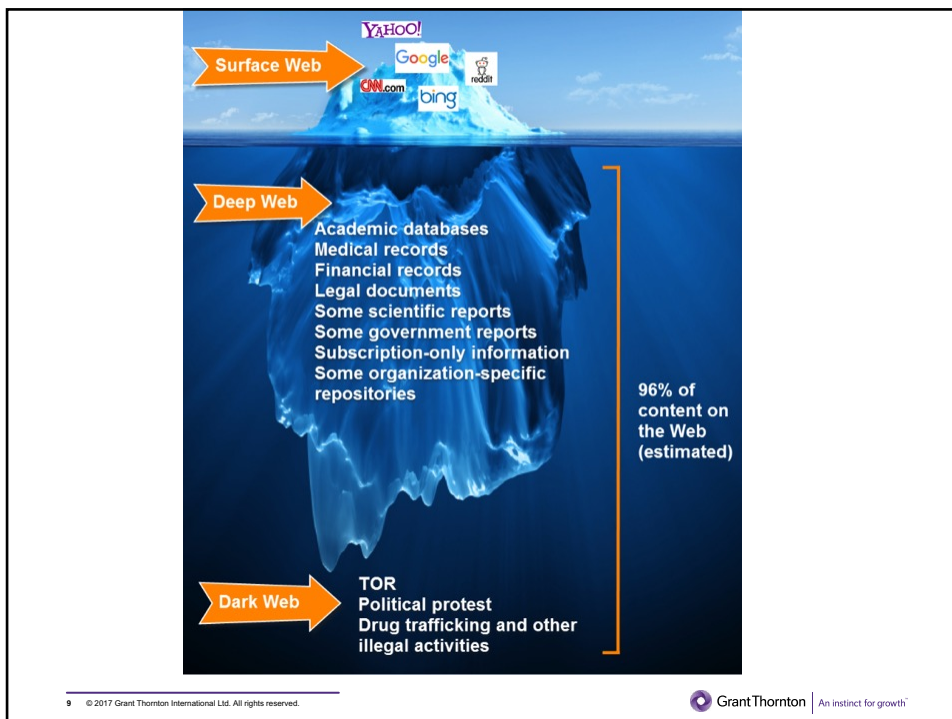 YAHOO!
Surface Web
Google
reddit
CNN.com
bing
Deep Web
Academic databases
Medical records
Financial records
Legal documents
Some scientific reports
Some government reports
Subscription-only information
Some organization-specific
repositories
96% of
content on
the Web
(estimated)
Dark Web
TOR
Political protest
Drug trafficking and other
illegal activities
9 © 2017 Grant Thornton International Ltd. All rights reserved.
GrantThornton An instinct for growth™